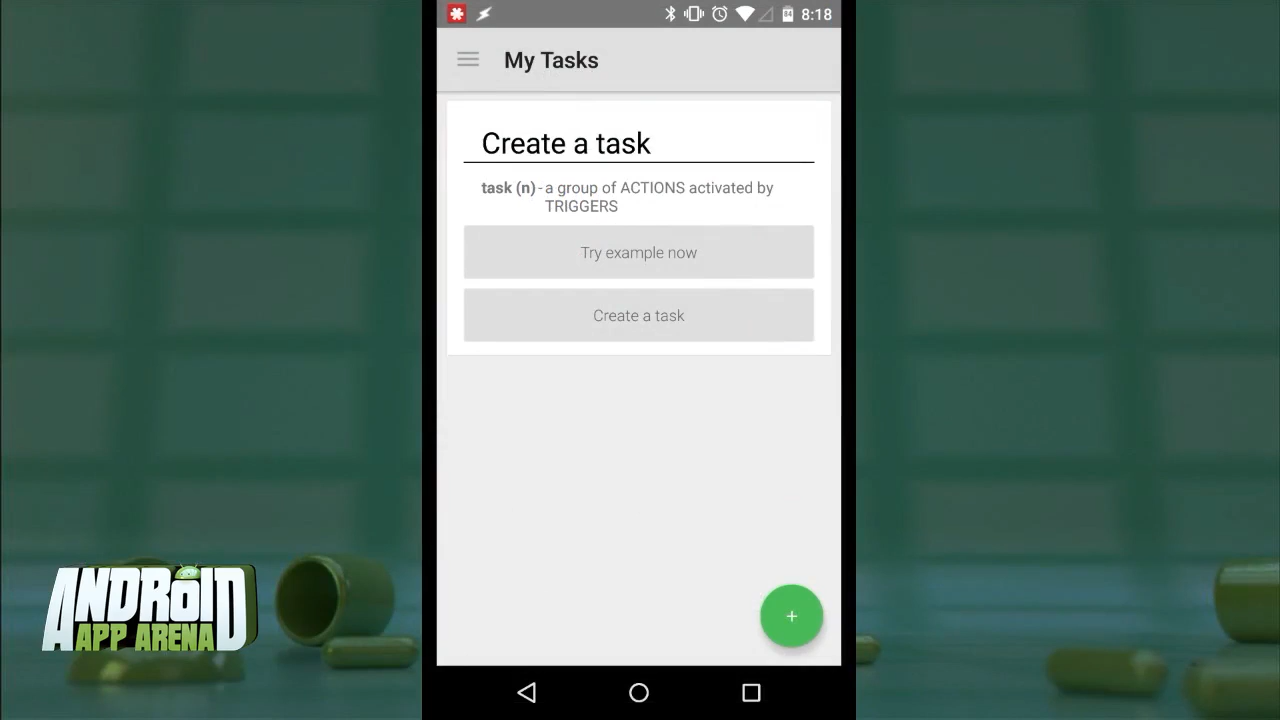 84 8:18
My Tasks
Create a task
task (n) - a group of ACTIONS activated by
TRIGGERS
Try example now
Create a task
+
ANDROID
APP ARENA